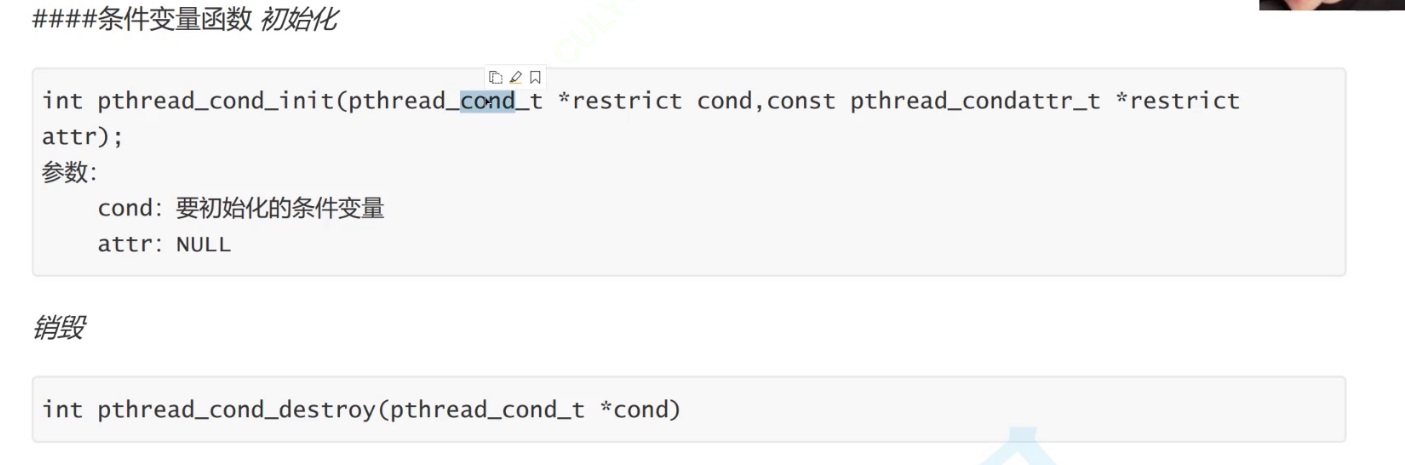 ####条件变量函数 初始化
int pthread_cond_init(pthread_cond_t *restrict cond,const pthread_condattr_t *restrict
attr);
参数：
cond：要初始化的条件变量
attr：NULL
销毁
int pthread_cond_destroy(pthread_cond_t *cond)